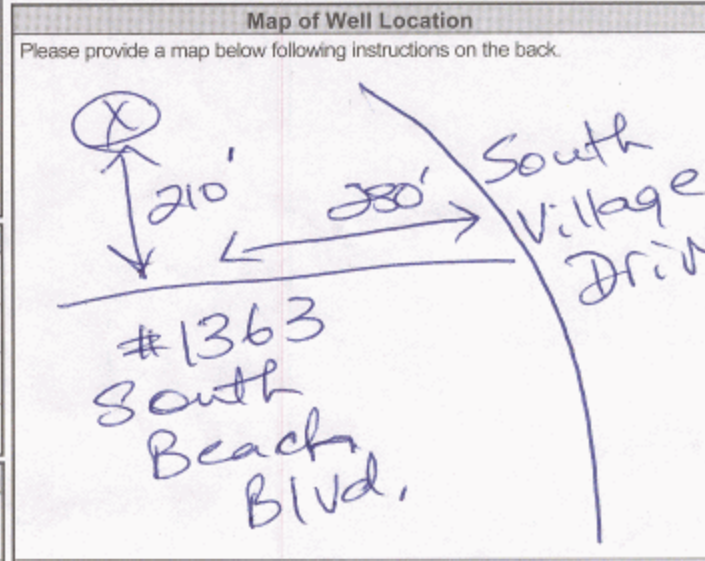 Map of Well Location
Please provide a map below following instructions on the back.
X
210'
280'
South
Village
Driv
#1363
South
Beach
Blvd.